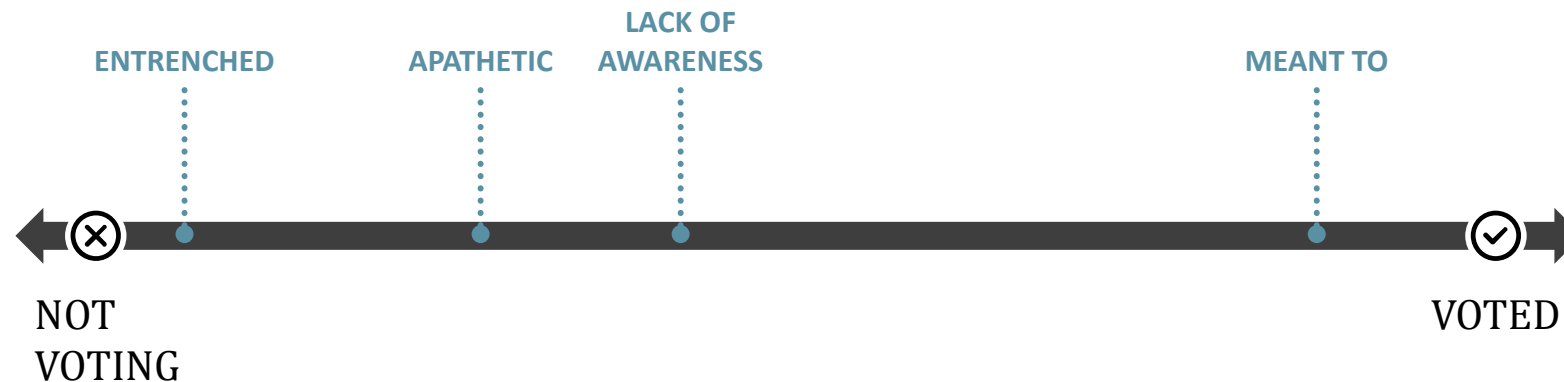 ENTRENCHED
APATHETIC
LACK OF
AWARENESS
MEANT TO
NOT
VOTING
VOTED